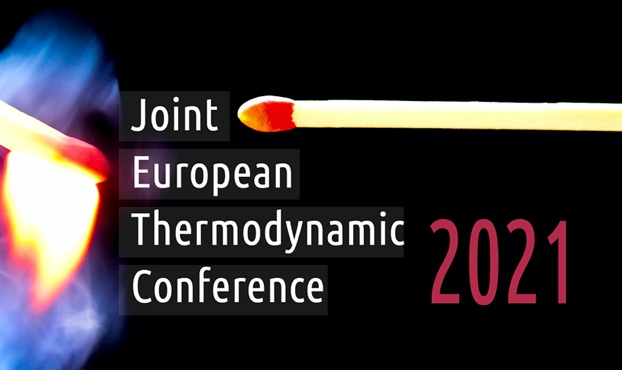 Joint
European
Thermodynamic
Conference
2021